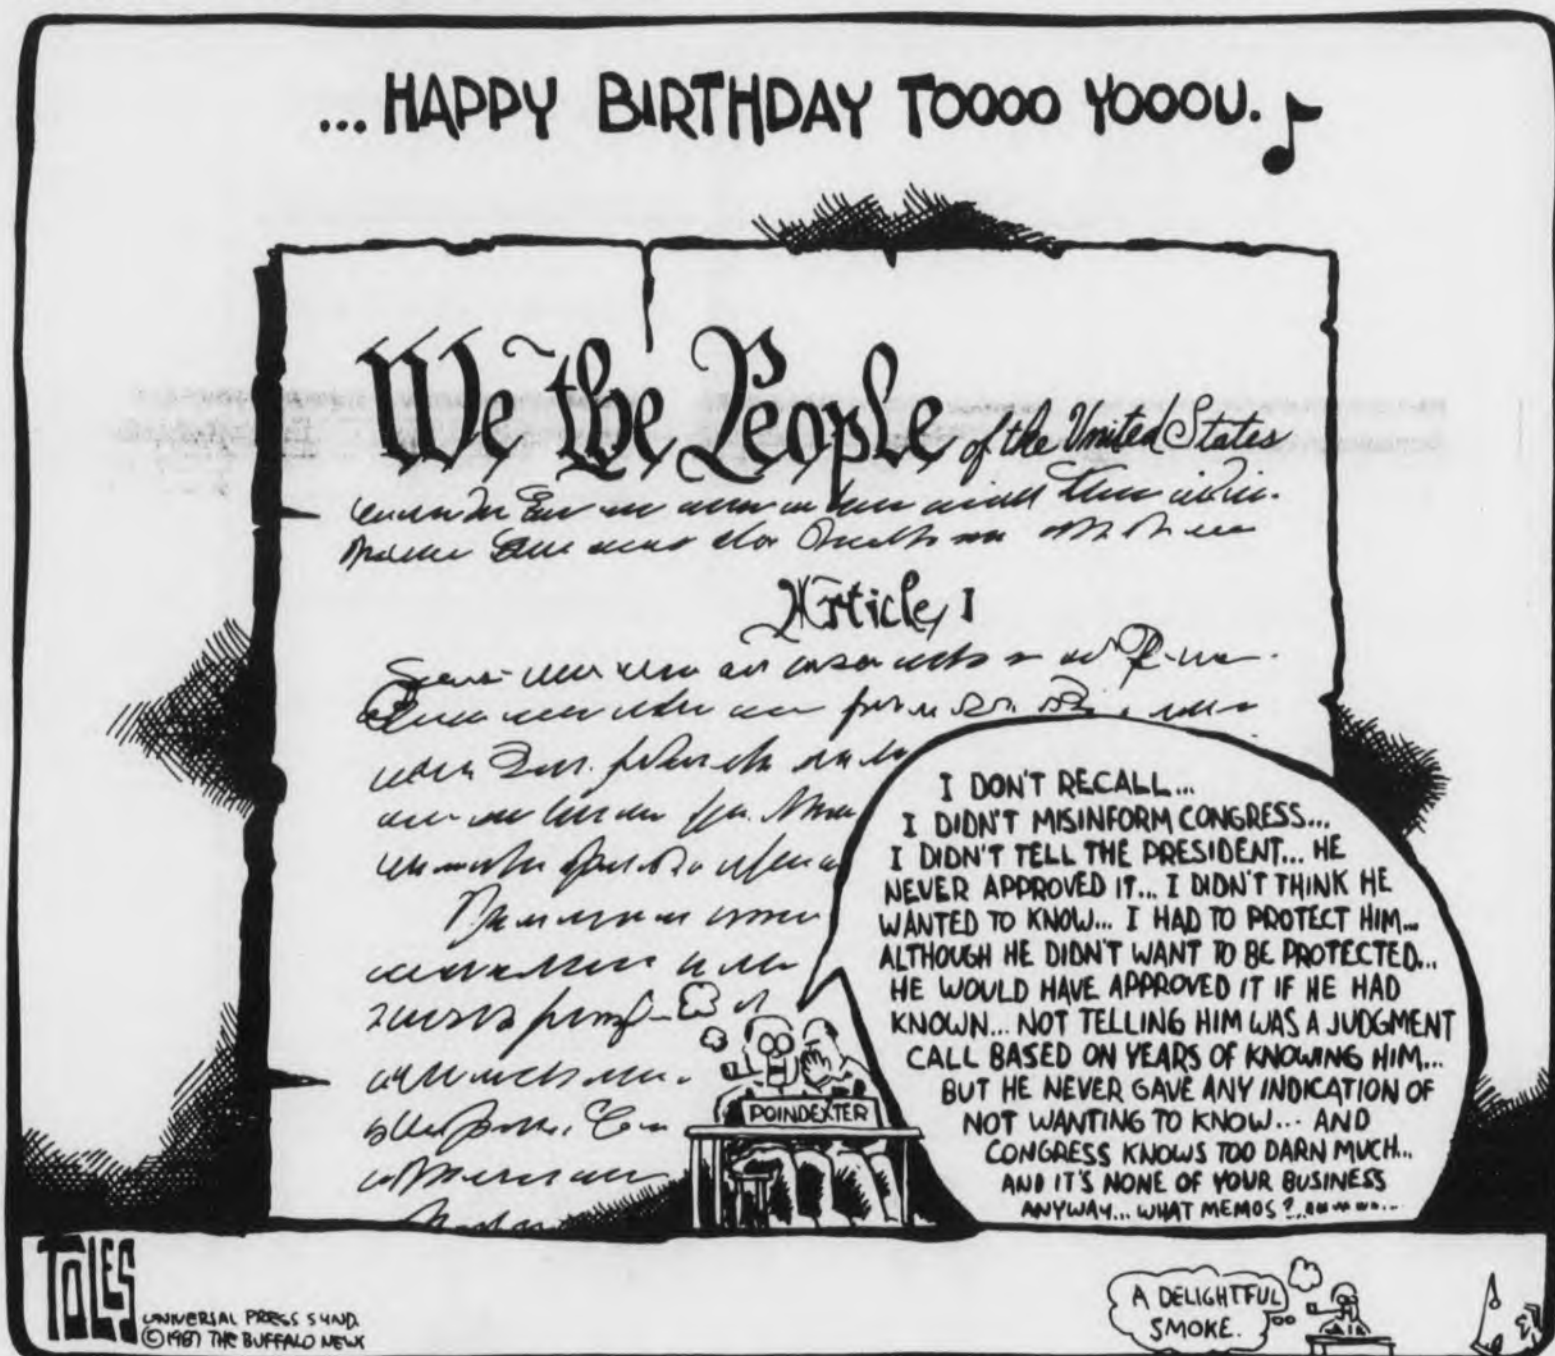 ...HAPPY BIRTHDAY TOOOO YOOOU.
We the People of the United States
Article I
I DON'T RECALL...
I DIDN'T MISINFORM CONGRESS...
I DIDN'T TELL THE PRESIDENT... HE
NEVER APPROVED IT... I DIDN'T THINK HE
WANTED TO KNOW... I HAD TO PROTECT HIM...
ALTHOUGH HE DIDN'T WANT TO BE PROTECTED...
HE WOULD HAVE APPROVED IT IF HE HAD
KNOWN... NOT TELLING HIM WAS A JUDGMENT
CALL BASED ON YEARS OF KNOWING HIM...
BUT HE NEVER GAVE ANY INDICATION OF
NOT WANTING TO KNOW... AND
CONGRESS KNOWS TOO DARN MUCH...
AND IT'S NONE OF YOUR BUSINESS
ANYWAY... WHAT MEMOS?...
POINDEXTER
TOLES
UNIVERSAL PRESS SYND.
© 1987 THE BUFFALO NEWS
A DELIGHTFUL
SMOKE.